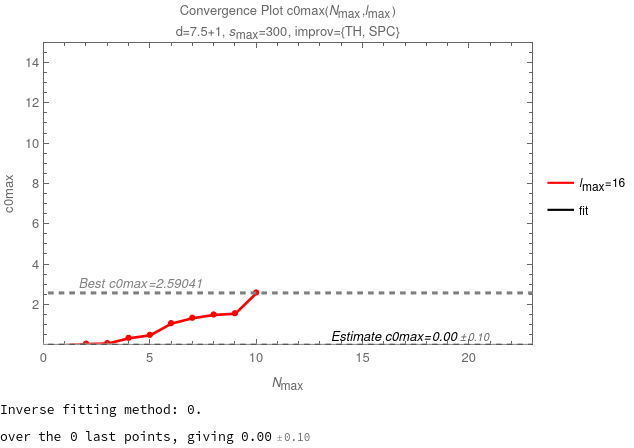 Convergence Plot c0max(Nmax,lmax)
d=7.5+1, smax=300, improv={TH, SPC}
14
12
10
8
6
4
2
c0max
lmax=16
fit
Best c0max=2.59041
Estimate c0max=0.00 ±0.10
0 5 10 15 20
Nmax
Inverse fitting method: 0.
over the 0 last points, giving 0.00 ±0.10